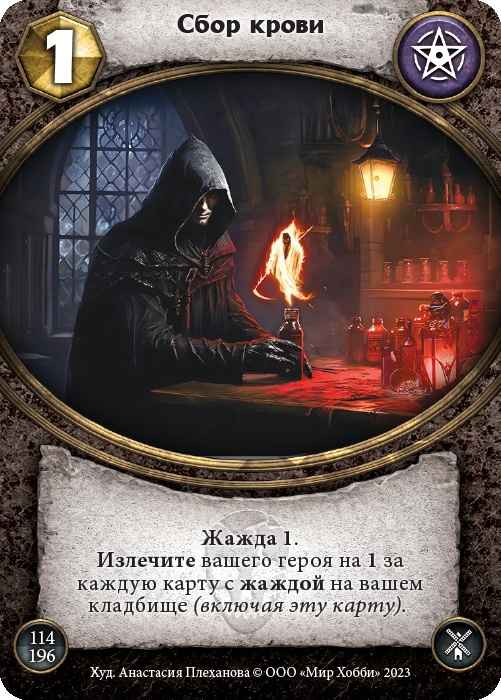 Сбор крови
1
Жажда 1.
Излечите вашего героя на 1 за
каждую карту с жаждой на вашем
кладбище (включая эту карту).
114
196
Худ. Анастасия Плеханова © ООО «Мир Хобби» 2023